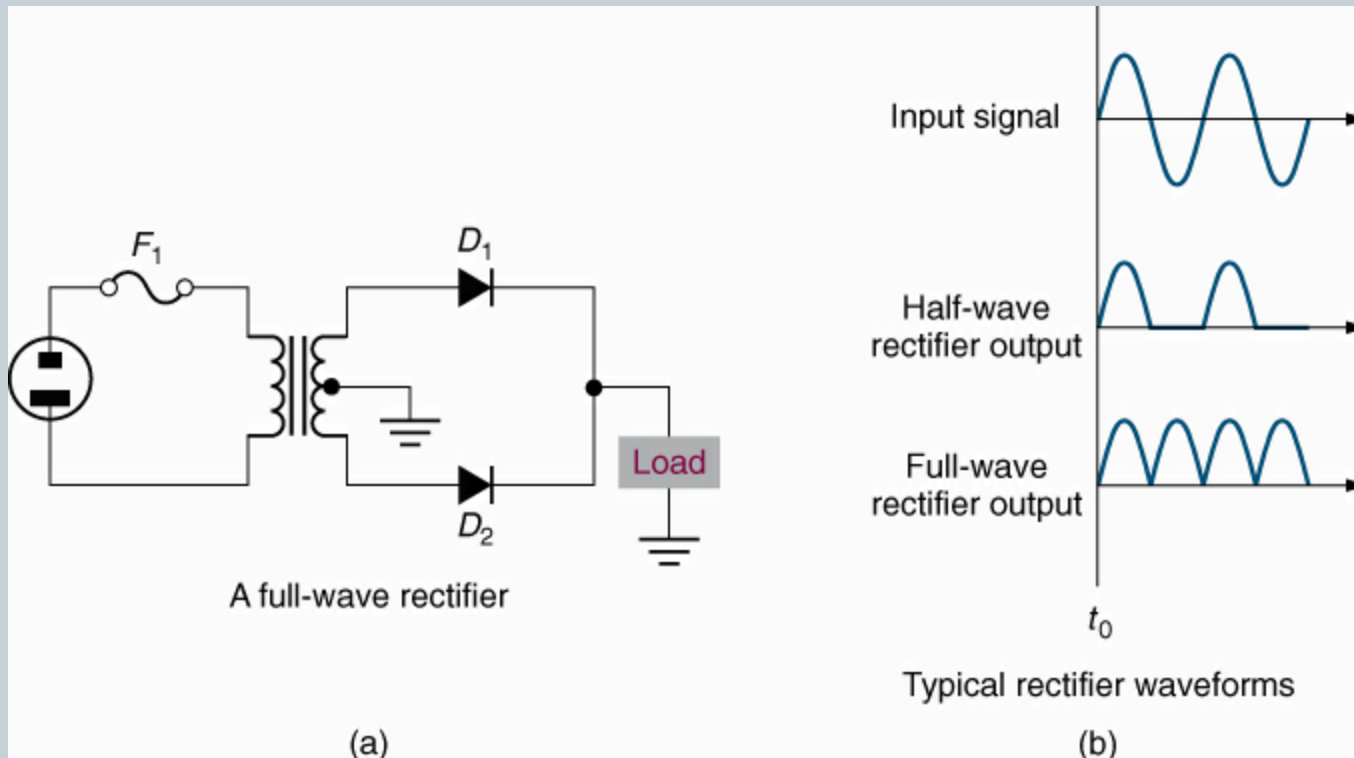 F1
D1
D2
Load
A full-wave rectifier
(a)
Input signal
Half-wave
rectifier output
Full-wave
rectifier output
t0
Typical rectifier waveforms
(b)